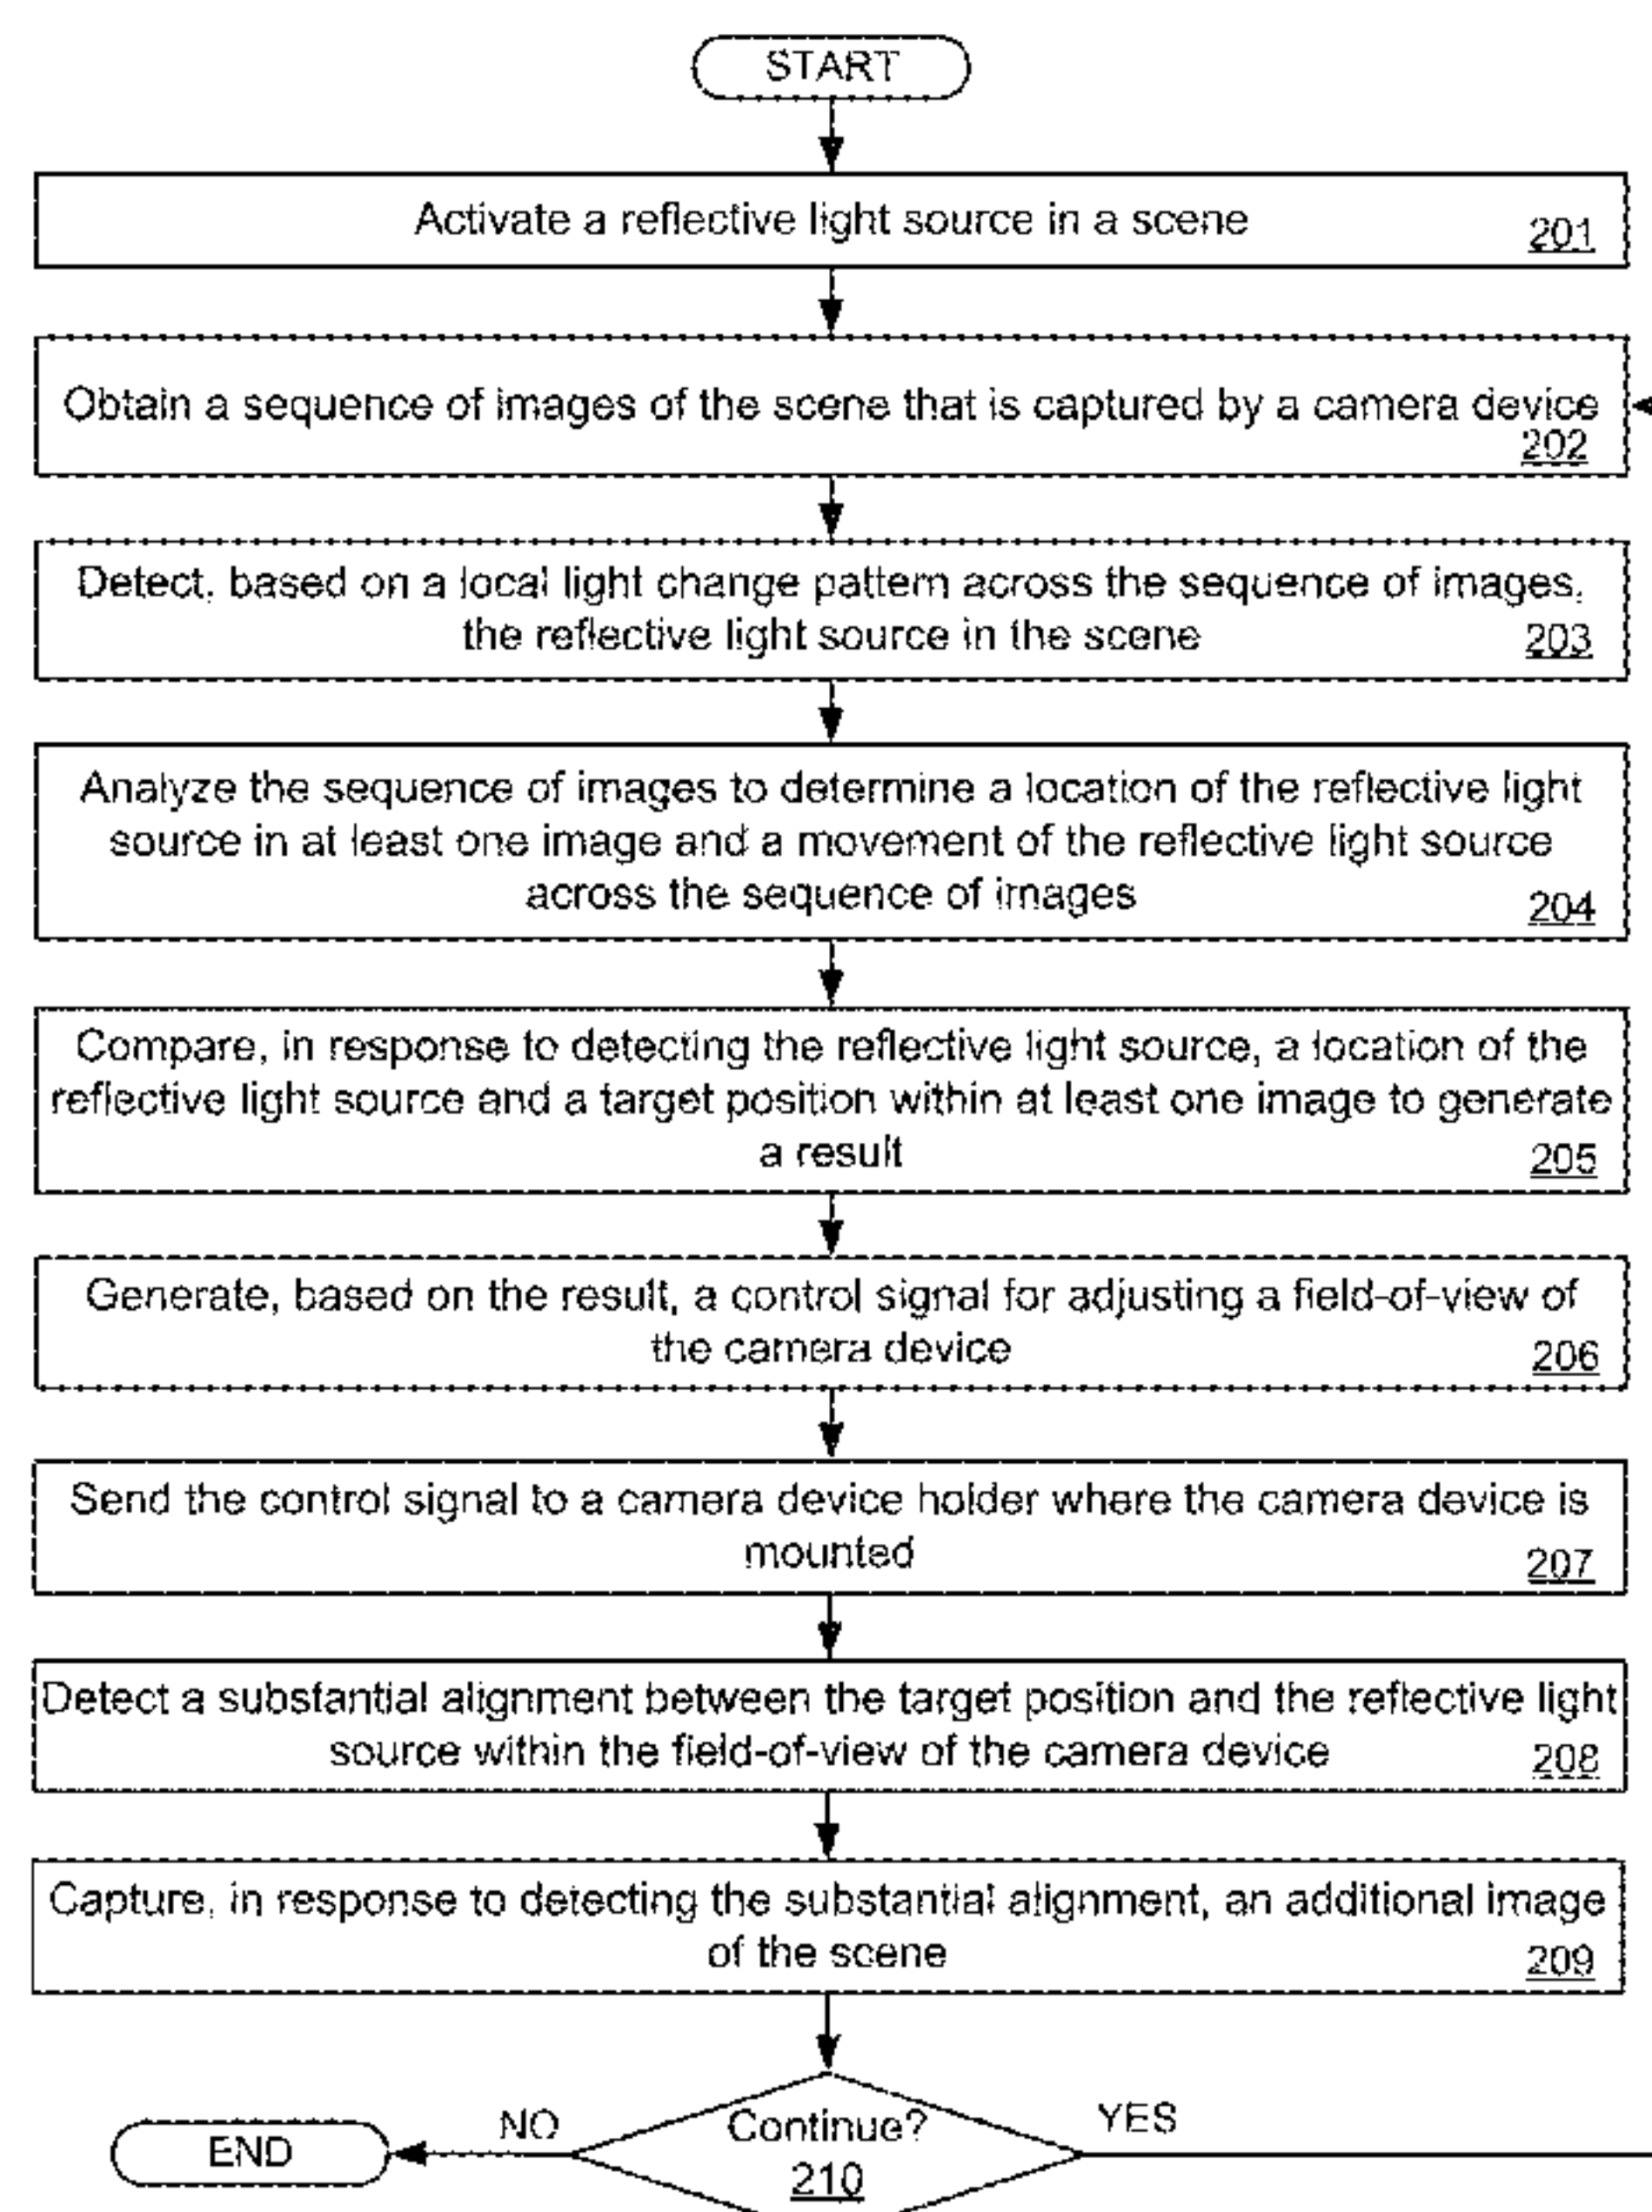 START
Activate a reflective light source in a scene
201
Obtain a sequence of images of the scene that is captured by a camera device
202
Detect, based on a local light change pattern across the sequence of images,
the reflective light source in the scene
203
Analyze the sequence of images to determine a location of the reflective light
source in at least one image and a movement of the reflective light source
across the sequence of images
204
Compare, in response to detecting the reflective light source, a location of the
reflective light source and a target position within at least one image to generate
a result
205
Generate, based on the result, a control signal for adjusting a field-of-view of
the camera device
206
Send the control signal to a camera device holder where the camera device is
mounted
207
Detect a substantial alignment between the target position and the reflective light
source within the field-of-view of the camera device
208
Capture, in response to detecting the substantial alignment, an additional image
of the scene
209
Continue?
210
NO
YES
END